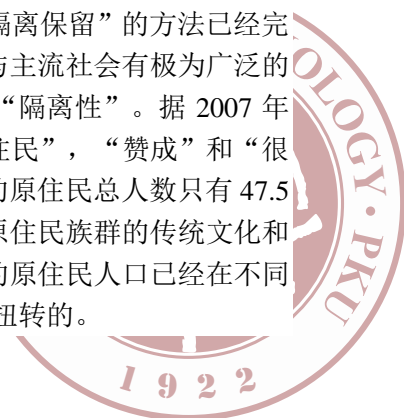 隔离保留”的方法已经完
与主流社会有极为广泛的
“隔离性”。据 2007 年
住民”，“赞成”和“很
的原住民总人数只有 47.5
原住民族群的传统文化和
的原住民人口已经在不同
扭转的。
OLOGY · PKU
1922